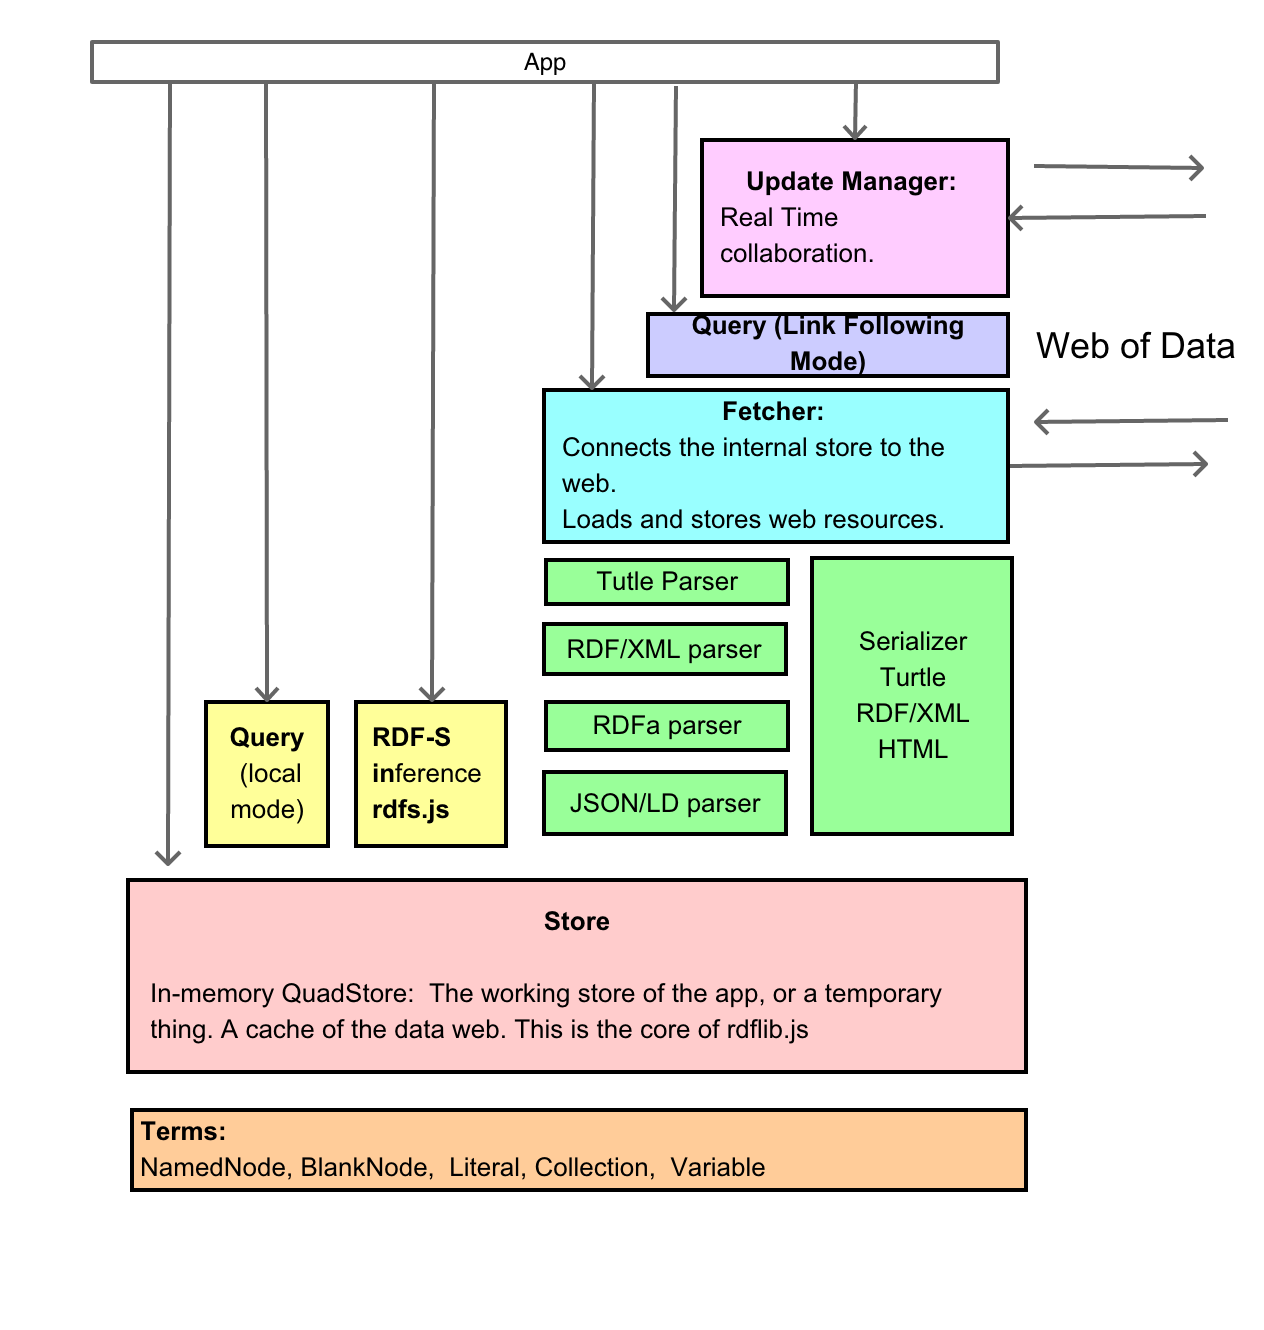 App
Update Manager:
Real Time
collaboration.
Query (Link Following
Mode)
Web of Data
Fetcher:
Connects the internal store to the
web.
Loads and stores web resources.
Tutle Parser
RDF/XML parser
RDFa parser
JSON/LD parser
Serializer
Turtle
RDF/XML
HTML
Query
(local
mode)
RDF-S
inference
rdfs.js
Store
In-memory QuadStore:  The working store of the app, or a temporary
thing. A cache of the data web. This is the core of rdflib.js
Terms:
NamedNode, BlankNode,  Literal, Collection,  Variable